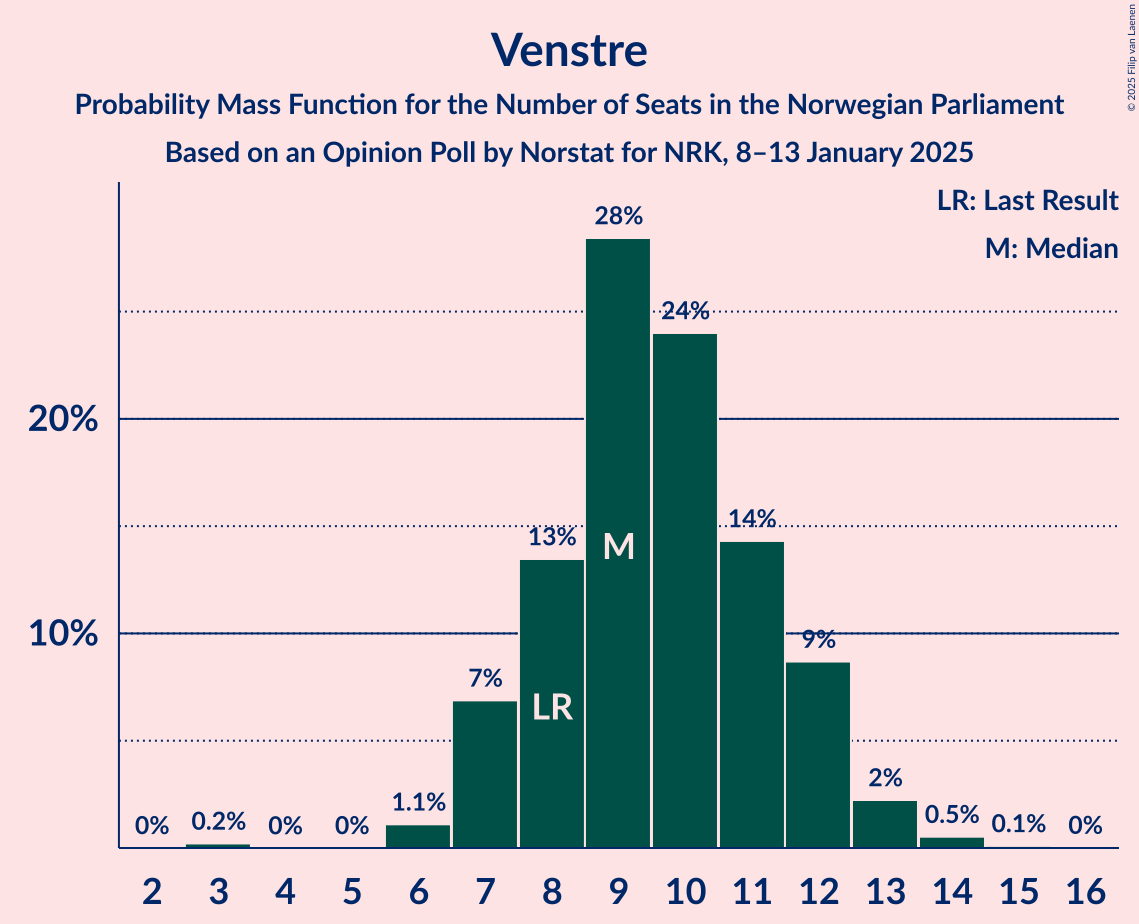 Venstre
Probability Mass Function for the Number of Seats in the Norwegian Parliament
Based on an Opinion Poll by Norstat for NRK, 8–13 January 2025
© 2025 Filip van Laenen
LR: Last Result
M: Median
20%
10%
0%
0.2%
0%
0%
1.1%
7%
13%
28%
24%
14%
9%
2%
0.5%
0.1%
0%
LR
M
2 3 4 5 6 7 8 9 10 11 12 13 14 15 16